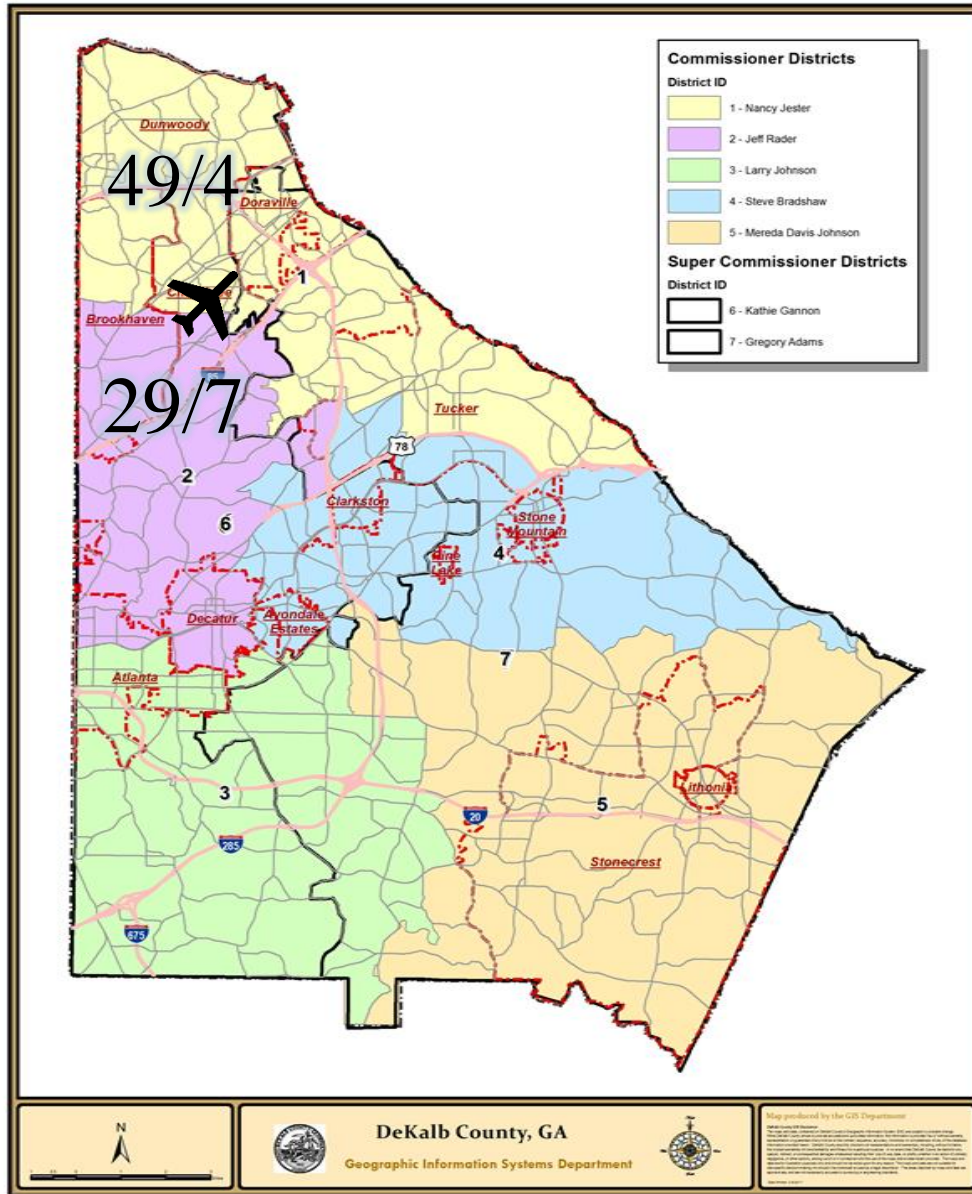 Commissioner Districts
District ID
1 - Nancy Jester
2 - Jeff Rader
3 - Larry Johnson
4 - Steve Bradshaw
5 - Mereda Davis Johnson
Super Commissioner Districts
District ID
6 - Kathie Gannon
7 - Gregory Adams
Dunwoody
49/4
Doraville
1
Brookhaven
85
29/7
Tucker
78
2
Clarkston
Stone
Mountain
6
4
Lake
Decatur
Avondale
Estates
7
Atlanta
3
5
20
285
Stonecrest
675
N
DeKalb County, GA
Geographic Information Systems Department
Map produced by the GIS Department